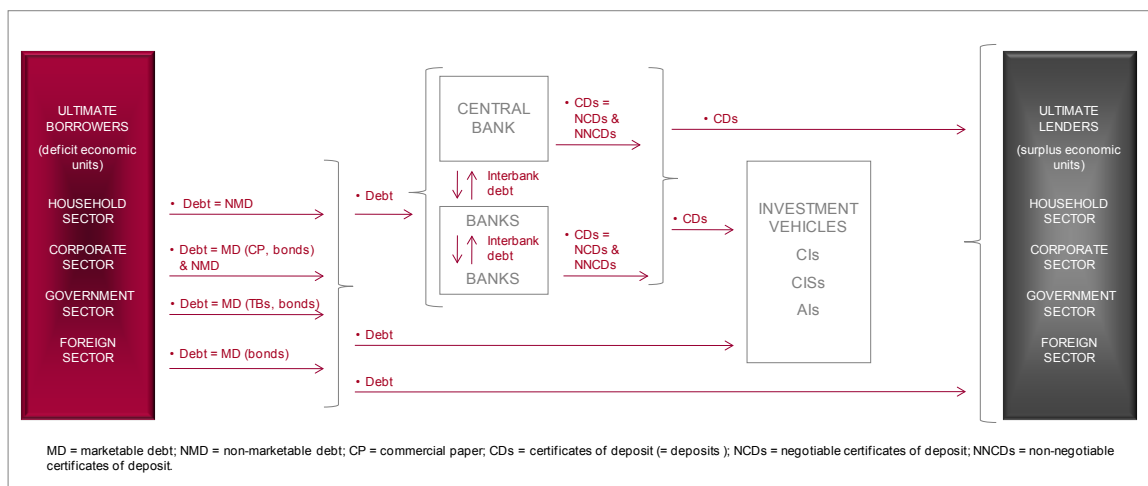 ULTIMATE
BORROWERS
(deficit economic
units)
HOUSEHOLD
SECTOR
CORPORATE
SECTOR
GOVERNMENT
SECTOR
FOREIGN
SECTOR
• Debt = NMD
• Debt = MD (CP, bonds)
& NMD
• Debt = MD (TBs, bonds)
• Debt = MD (bonds)
• Debt
• Debt
• Debt
CENTRAL
BANK
Interbank
debt
BANKS
Interbank
debt
BANKS
• CDs =
NCDs &
NNCDs
• CDs =
NCDs &
NNCDs
• CDs
• CDs
INVESTMENT
VEHICLES
CIs
CISs
AIs
ULTIMATE
LENDERS
(surplus economic
units)
HOUSEHOLD
SECTOR
CORPORATE
SECTOR
GOVERNMENT
SECTOR
FOREIGN
SECTOR
MD = marketable debt; NMD = non-marketable debt; CP = commercial paper; CDs = certificates of deposit (= deposits ); NCDs = negotiable certificates of deposit; NNCDs = non-negotiable
certificates of deposit.